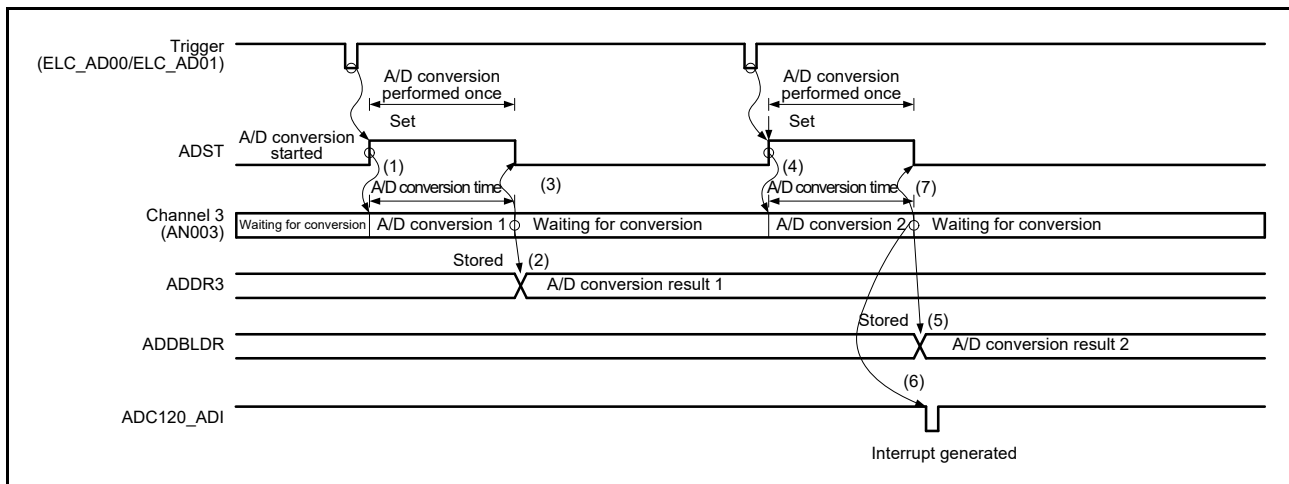 Trigger
(ELC_AD00/ELC_AD01)
A/D conversion
performed once
A/D conversion
performed once
Set
Set
A/D conversion
started
ADST
(1)
(3)
(4)
(7)
A/D conversion time
A/D conversion time
Channel 3
(AN003)
Waiting for conversion
A/D conversion 1
Waiting for conversion
A/D conversion 2
Waiting for conversion
Stored
(2)
ADDR3
A/D conversion result 1
Stored
(5)
ADDBLDR
A/D conversion result 2
(6)
ADC120_ADI
Interrupt generated